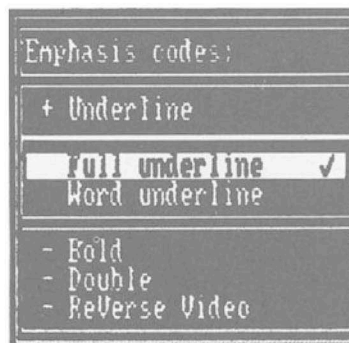 Emphasis codes:
+ Underline
Full underline ✓
Word underline
- Bold
- Double
- ReVerse Video